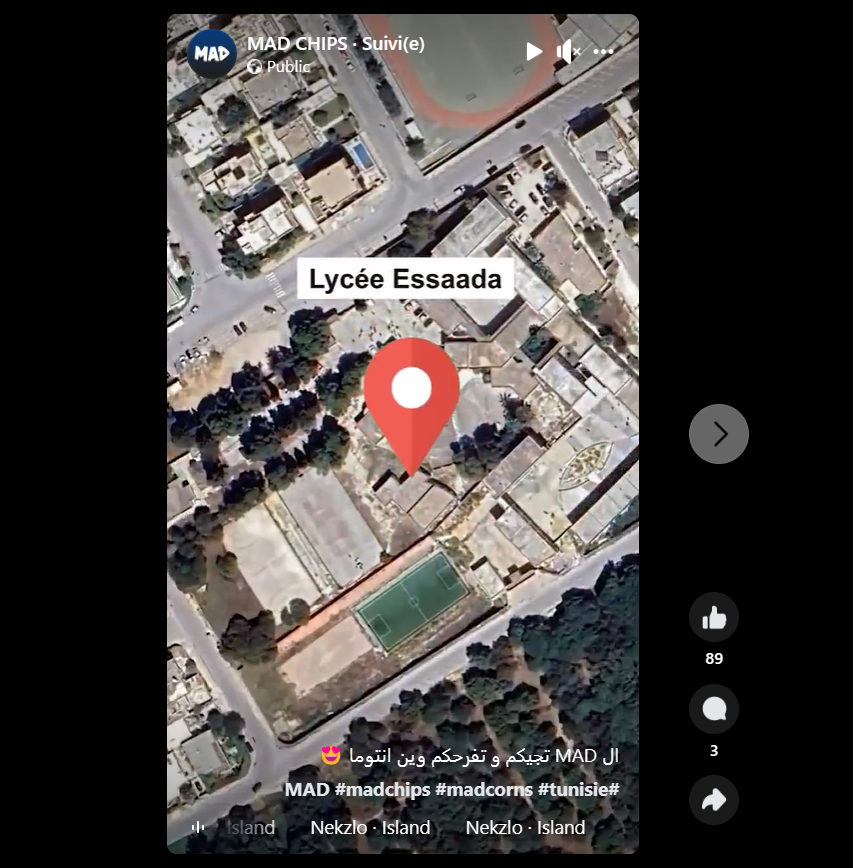 MAD
MAD CHIPS · Suivi(e)
Public
Lycée Essaada
89
3
ال MAD تجيكم و تفرحكم وين انتوما 😍
#MAD #madchips #madcorns #tunisie
Island Nekzlo · Island Nekzlo · Island